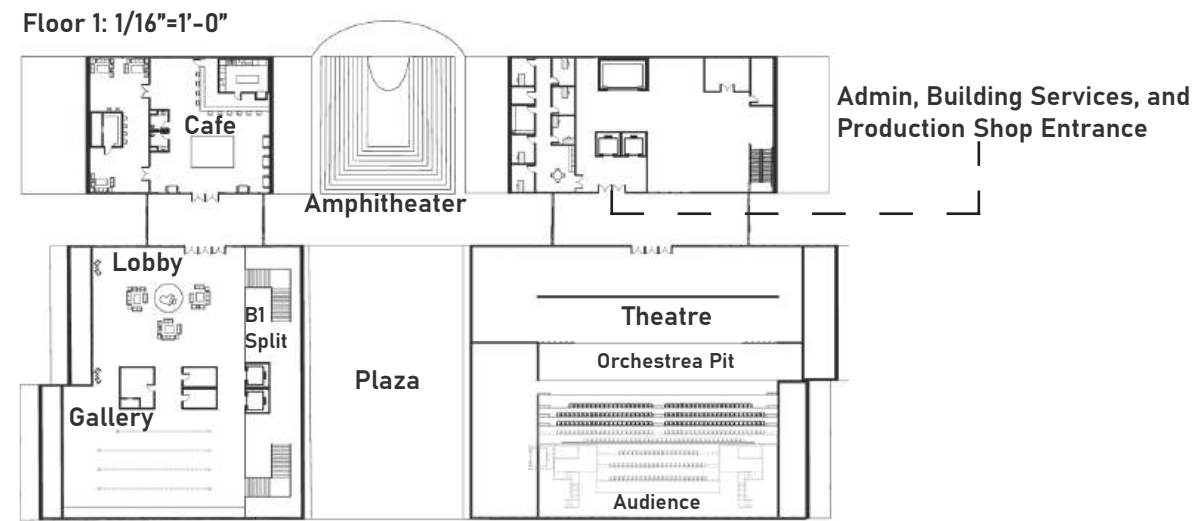 Floor 1: 1/16”=1’-0”
Admin, Building Services, and
Production Shop Entrance
Cafe
Amphitheater
Lobby
B1
Split
Theatre
Orchestrea Pit
Plaza
Gallery
Audience